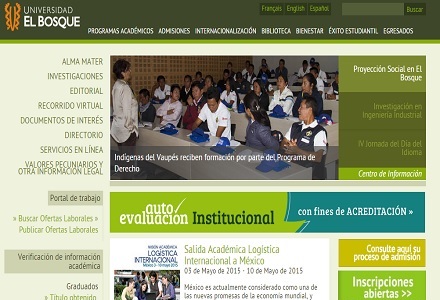 UNIVERSIDAD
EL BOSQUE
Français English Español
Buscar
PROGRAMAS ACADÉMICOS ADMISIONES INTERNACIONALIZACIÓN BIBLIOTECA BIENESTAR ÉXITO ESTUDIANTIL EGRESADOS
ALMA MATER
INVESTIGACIONES
EDITORIAL
RECORRIDO VIRTUAL
DOCUMENTOS DE INTERÉS
DIRECTORIO
SERVICIOS EN LÍNEA
VALORES PECUNIARIOS Y
OTRA INFORMACIÓN LEGAL
Portal de trabajo
» Buscar Ofertas Laborales »
Publicar Ofertas Laborales
Verificación de información
académica
Graduados
» Título obtenido
Indígenas del Vaupés reciben formación por parte del Programa de
Derecho
Proyección Social en El
Bosque
Investigación en
Ingeniería Industrial
IV Jornada del Día del
Idioma
Centro de Información
auto
evaluación Institucional
con fines de ACREDITACIÓN »
MISIÓN ACADÉMICA
LOGÍSTICA
INTERNACIONAL
Salida Académica Logística
Internacional a México
03 de Mayo de 2015 - 10 de Mayo de 2015
México es actualmente considerado como una
de las nuevas promesas de la economía mundial, y
Consulte aquí su
proceso de admisión
Inscripciones
abiertas >>